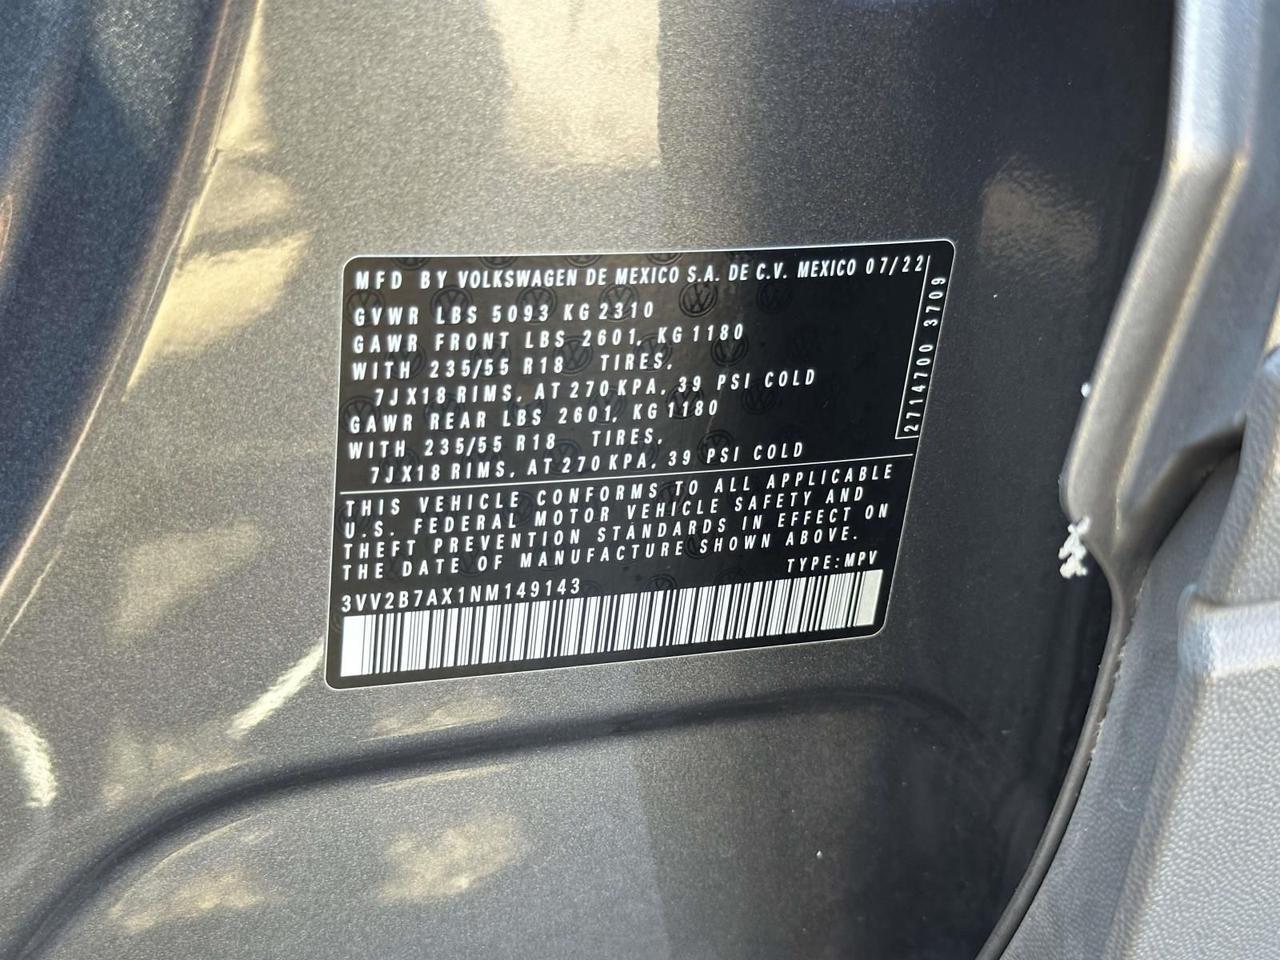 MFD BY VOLKSWAGEN DE MEXICO S.A. DE C.V. MEXICO 07/22
GVWR LBS 5093 KG 2310
GAWR FRONT LBS 2601, KG 1180
WITH 235/55 R18 TIRES,
7JX18 RIMS, AT 270 KPA, 39 PSI COLD
GAWR REAR LBS 2601, KG 1180
WITH 235/55 R18 TIRES,
7JX18 RIMS, AT 270 KPA, 39 PSI COLD
2714700 3709
THIS VEHICLE CONFORMS TO ALL APPLICABLE
U.S. FEDERAL MOTOR VEHICLE SAFETY AND
THEFT PREVENTION STANDARDS IN EFFECT ON
THE DATE OF MANUFACTURE SHOWN ABOVE.
TYPE:MPV
3VV2B7AX1NM149143